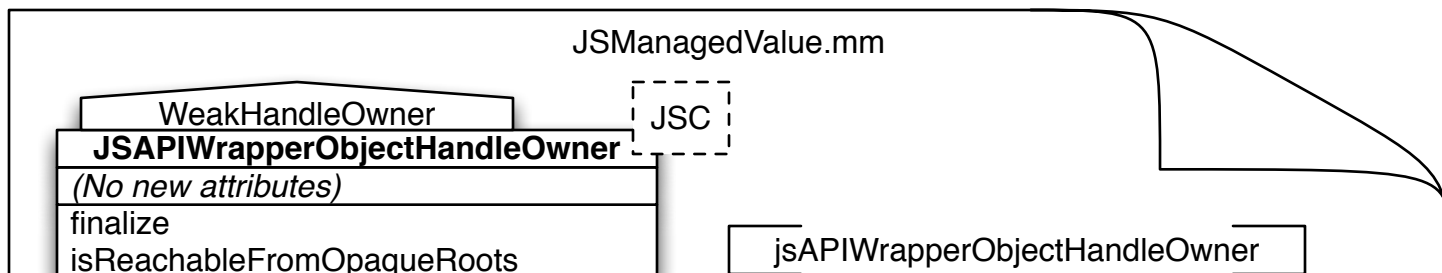 JSManagedValue.mm
WeakHandleOwner
JSC
JSAPIWrapperObjectHandleOwner
(No new attributes)
finalize
isReachableFromOpaqueRoots
jsAPIWrapperObjectHandleOwner